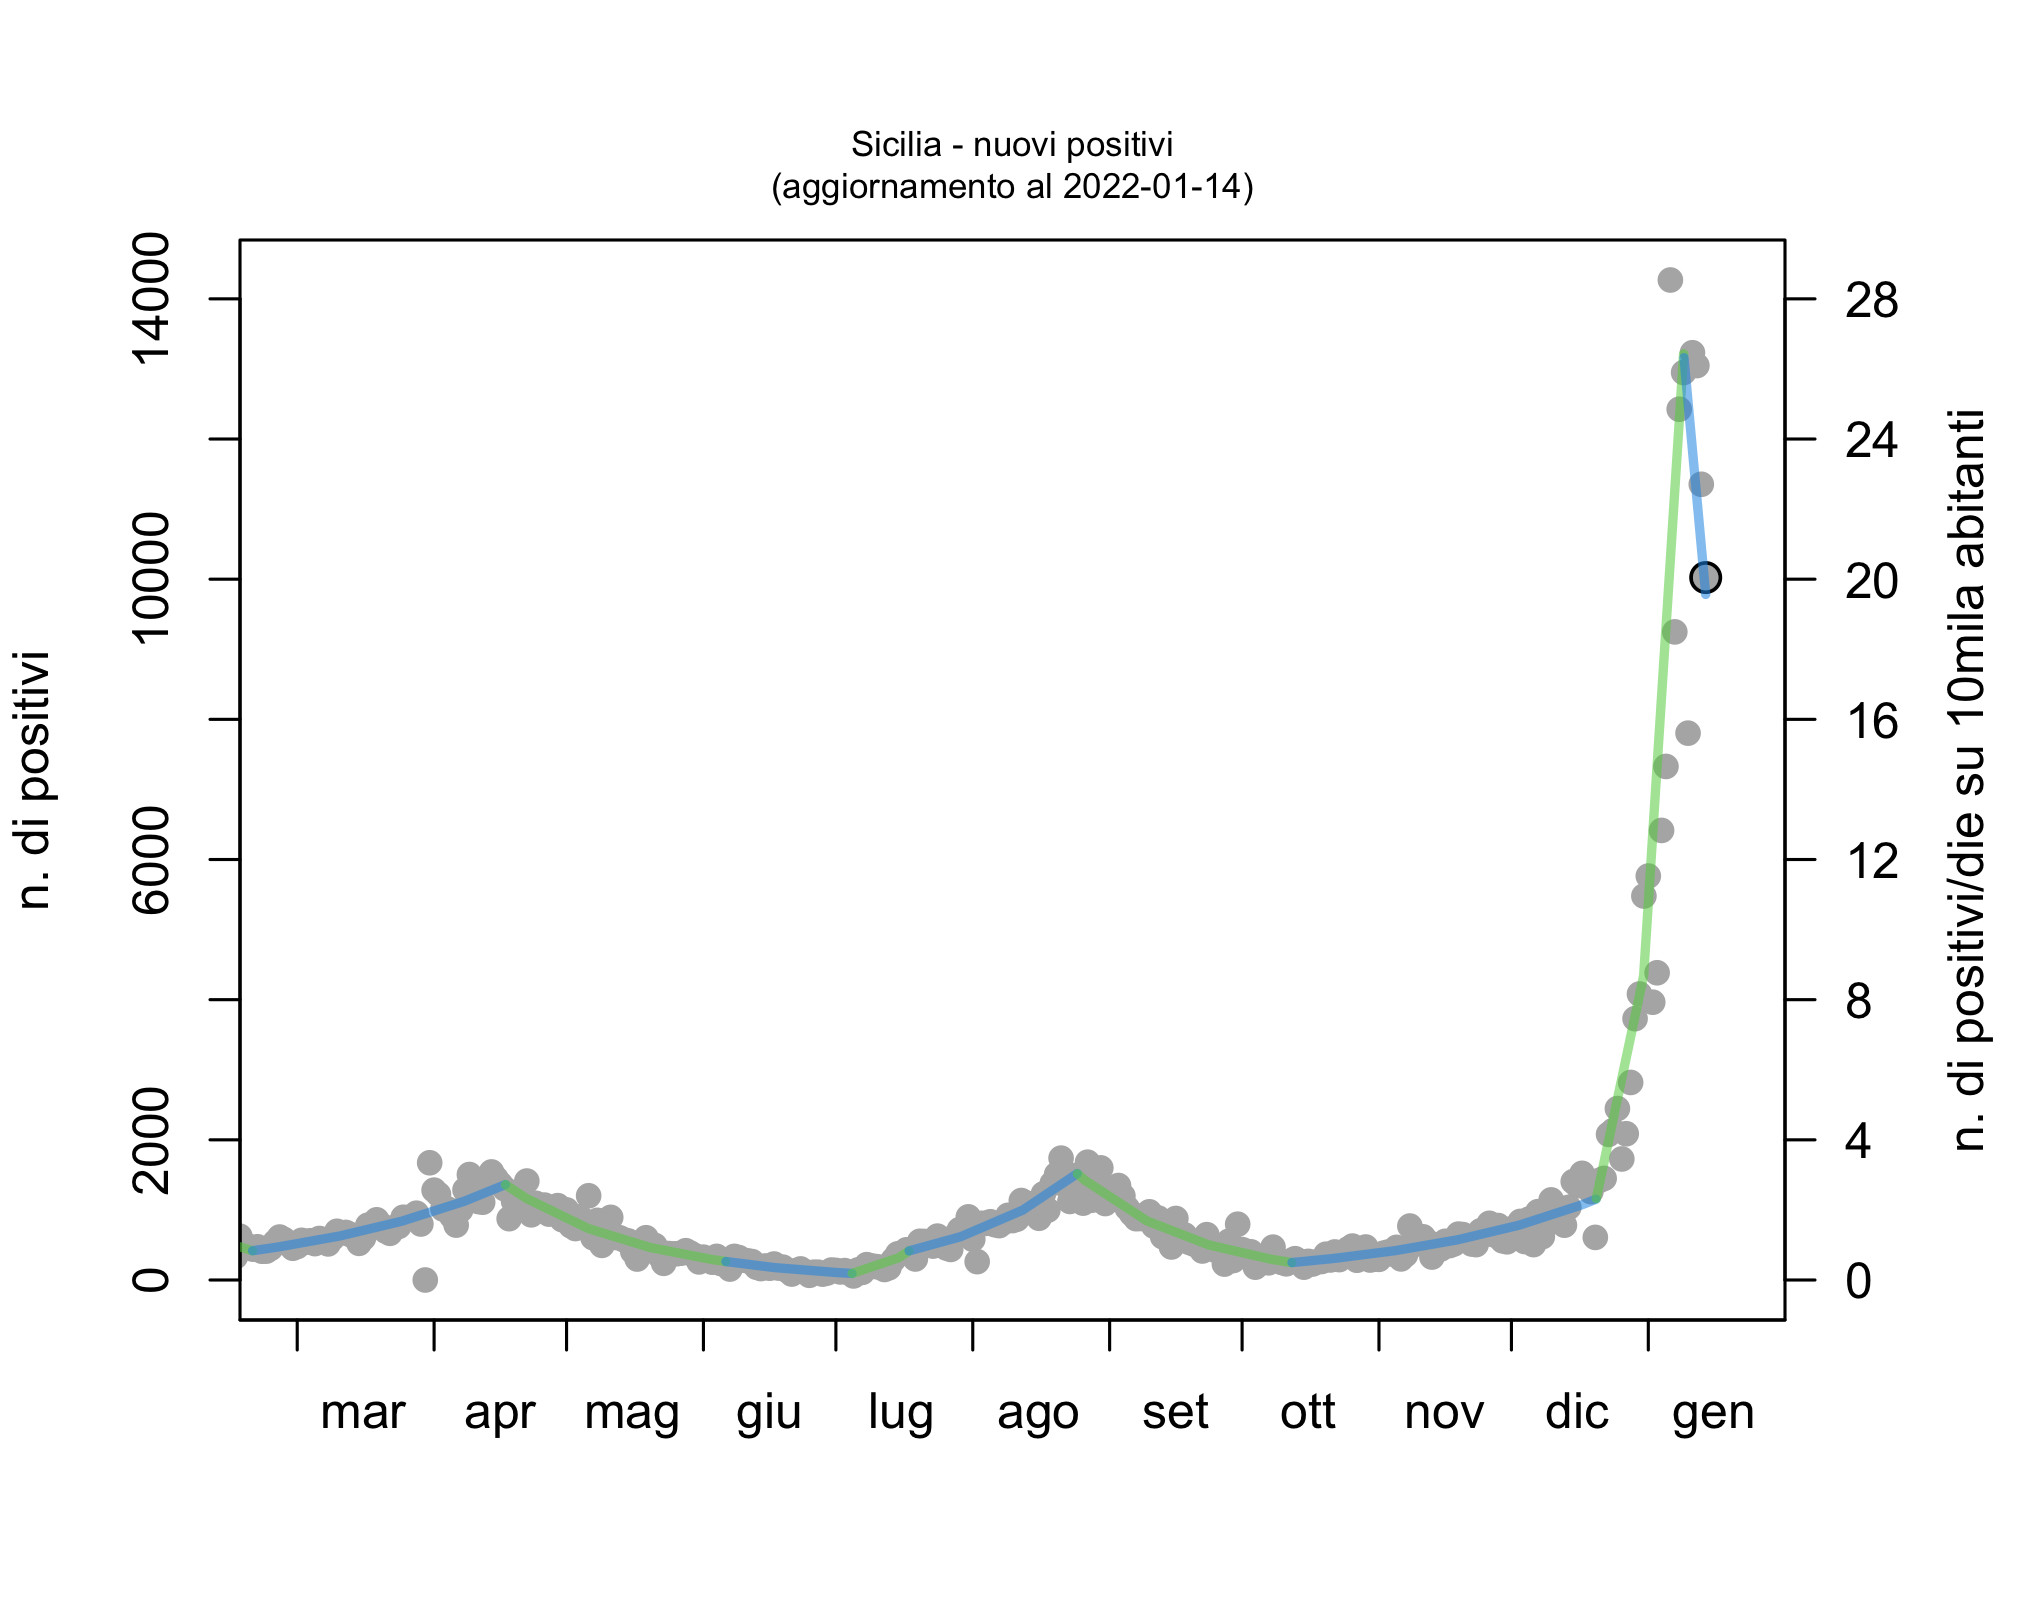 Sicilia - nuovi positivi
(aggiornamento al 2022-01-14)
n. di positivi
14000
10000
6000
2000
0
28
24
20
16
12
8
4
0
n. di positivi/die su 10mila abitanti
mar apr mag giu lug ago set ott nov dic gen